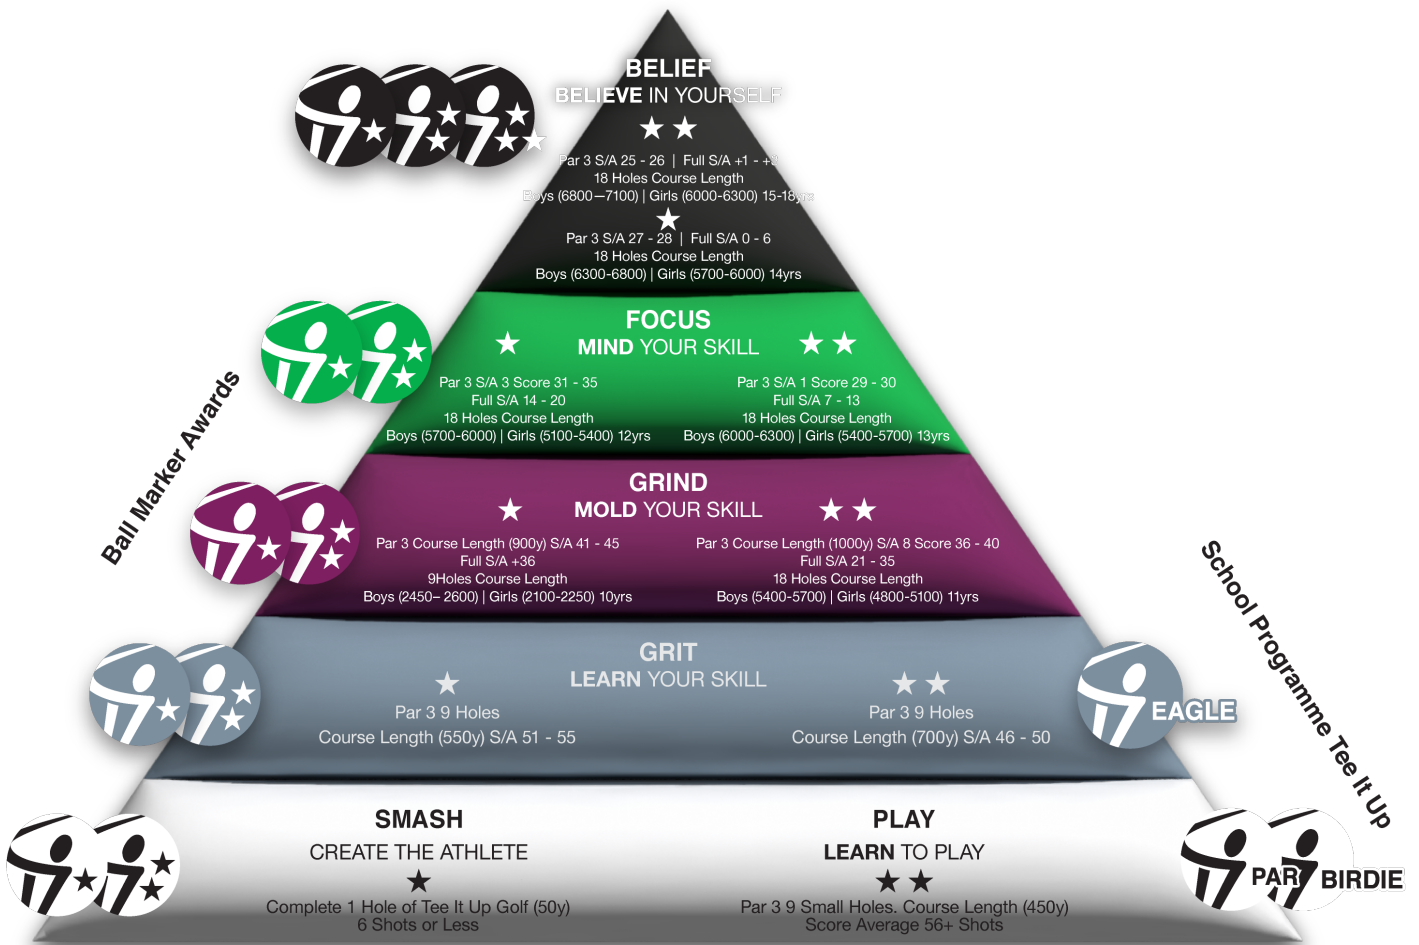 BELIEF
BELIEVE IN YOURSELF
Par 3 S/A 25 - 26 | Full S/A +1 - +3
18 Holes Course Length
Boys (6800—7100) | Girls (6000-6300) 15-18yrs
Par 3 S/A 27 - 28 | Full S/A 0 - 6
18 Holes Course Length
Boys (6300-6800) | Girls (5700-6000) 14yrs
FOCUS
MIND YOUR SKILL
Par 3 S/A 3 Score 31 - 35
Full S/A 14 - 20
18 Holes Course Length
Boys (5700-6000) | Girls (5100-5400) 12yrs
Par 3 S/A 1 Score 29 - 30
Full S/A 7 - 13
18 Holes Course Length
Boys (6000-6300) | Girls (5400-5700) 13yrs
Ball Marker Awards
GRIND
MOLD YOUR SKILL
Par 3 Course Length (900y) S/A 41 - 45
Full S/A +36
9Holes Course Length
Boys (2450– 2600) | Girls (2100-2250) 10yrs
Par 3 Course Length (1000y) S/A 8 Score 36 - 40
Full S/A 21 - 35
18 Holes Course Length
Boys (5400-5700) | Girls (4800-5100) 11yrs
School Programme Tee It Up
GRIT
LEARN YOUR SKILL
Par 3 9 Holes
Course Length (550y) S/A 51 - 55
Par 3 9 Holes
Course Length (700y) S/A 46 - 50
EAGLE
SMASH
CREATE THE ATHLETE
Complete 1 Hole of Tee It Up Golf (50y)
6 Shots or Less
PLAY
LEARN TO PLAY
Par 3 9 Small Holes. Course Length (450y)
Score Average 56+ Shots
PAR
BIRDIE